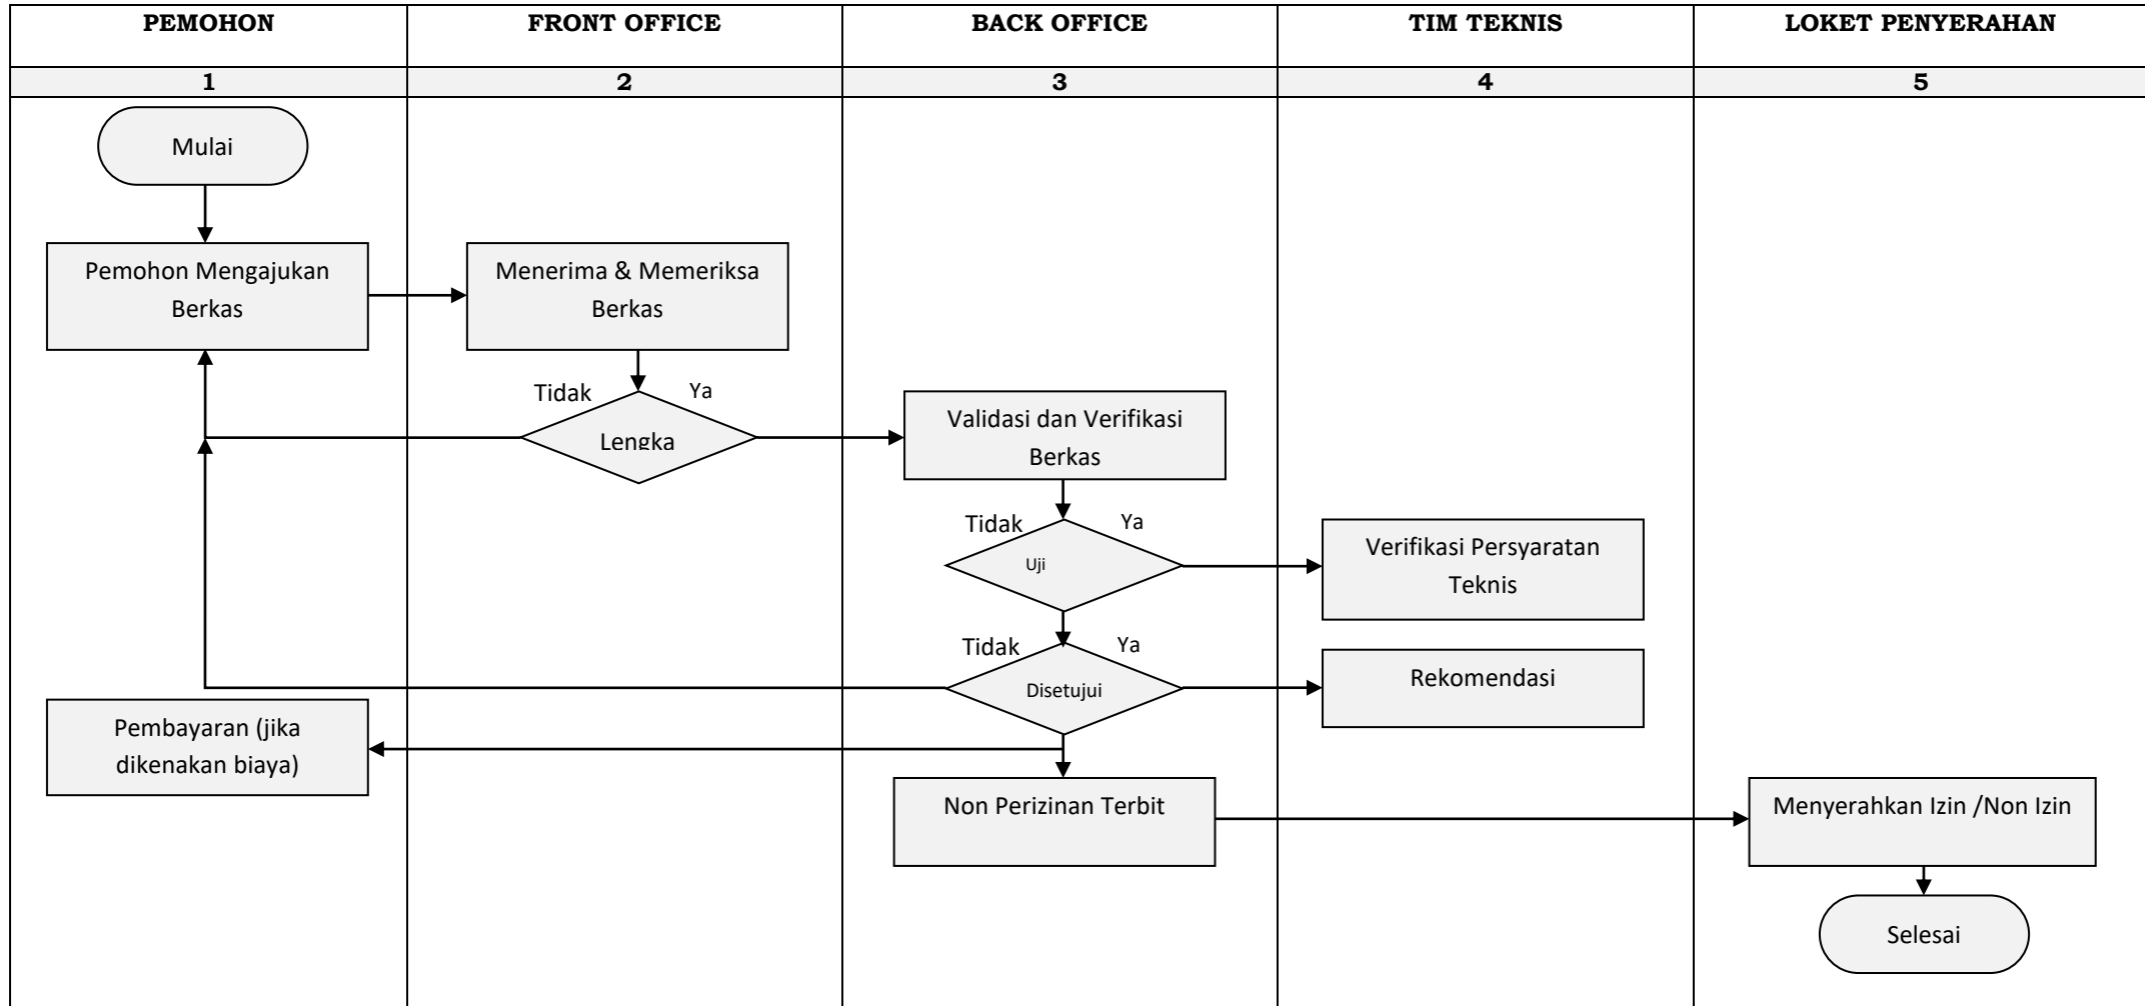 PEMOHON
FRONT OFFICE
BACK OFFICE
TIM TEKNIS
LOKET PENYERAHAN
1
2
3
4
5
Mulai
Pemohon Mengajukan
Berkas
Menerima & Memeriksa
Berkas
Tidak
Ya
Lengka
Validasi dan Verifikasi
Berkas
Tidak
Ya
Uji
Verifikasi Persyaratan
Teknis
Tidak
Ya
Disetujui
Rekomendasi
Pembayaran (jika
dikenakan biaya)
Non Perizinan Terbit
Menyerahkan Izin /Non Izin
Selesai